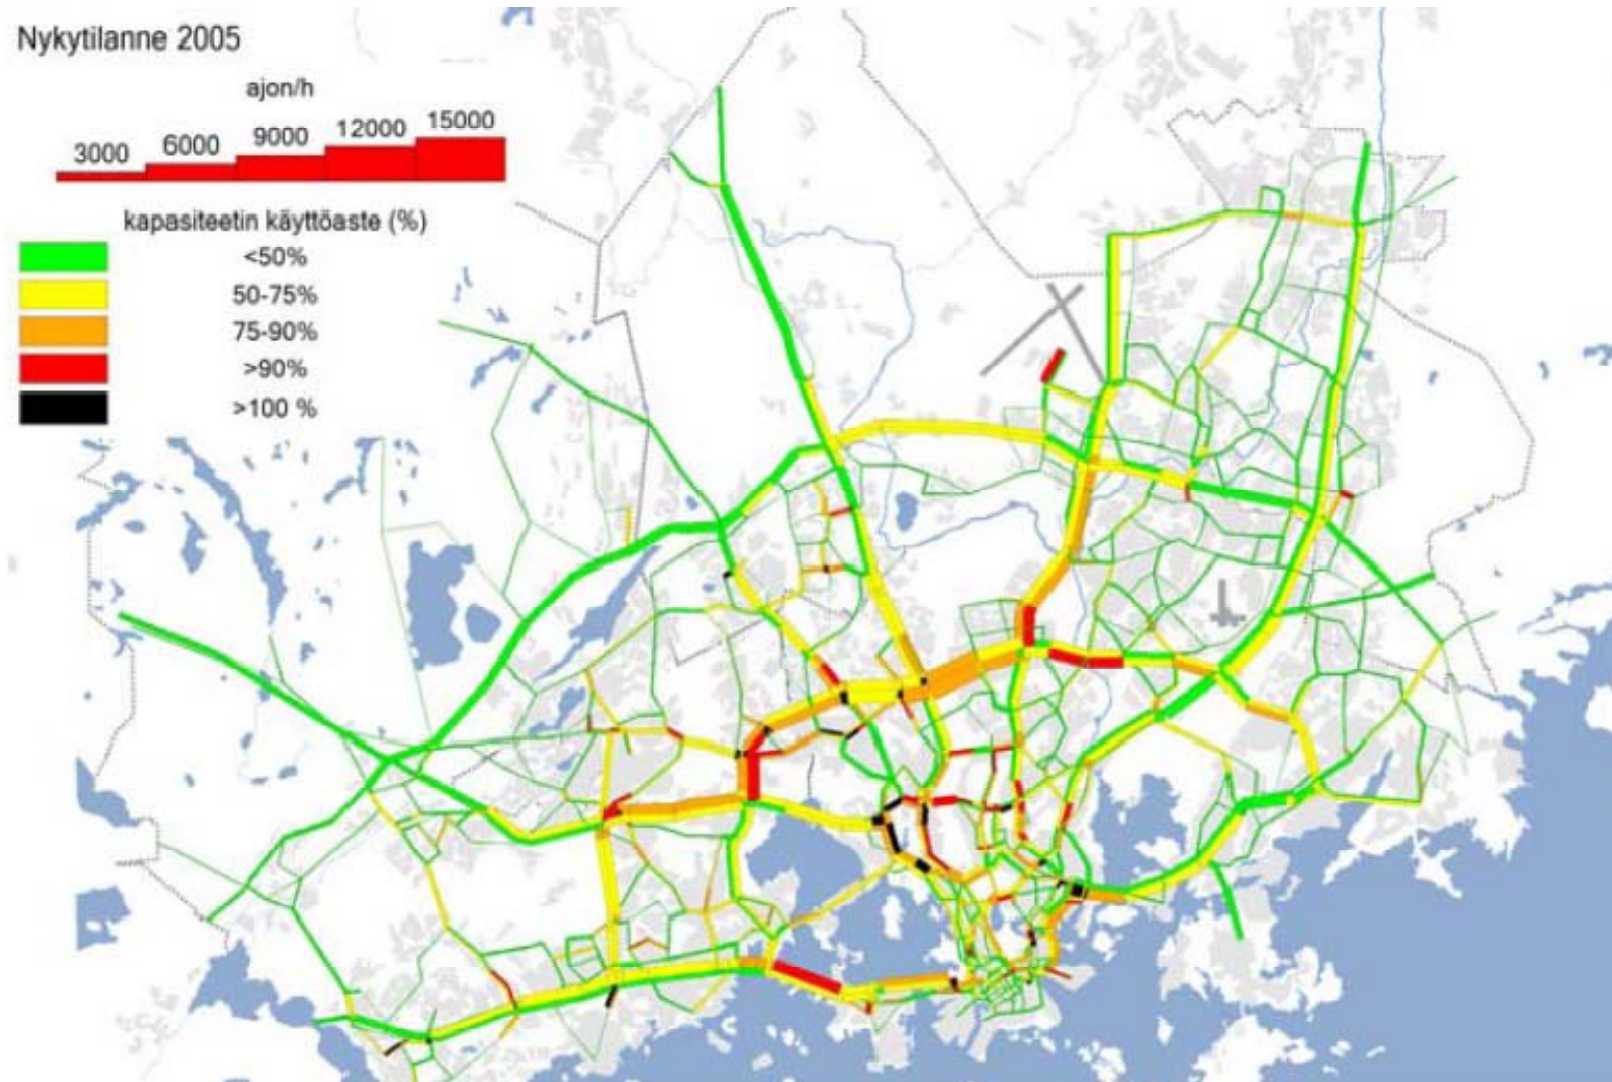 Nykytilanne 2005
ajon/h
3000 6000 9000 12000 15000
kapasiteetin käyttöaste (%)
<50%
50-75%
75-90%
>90%
>100 %